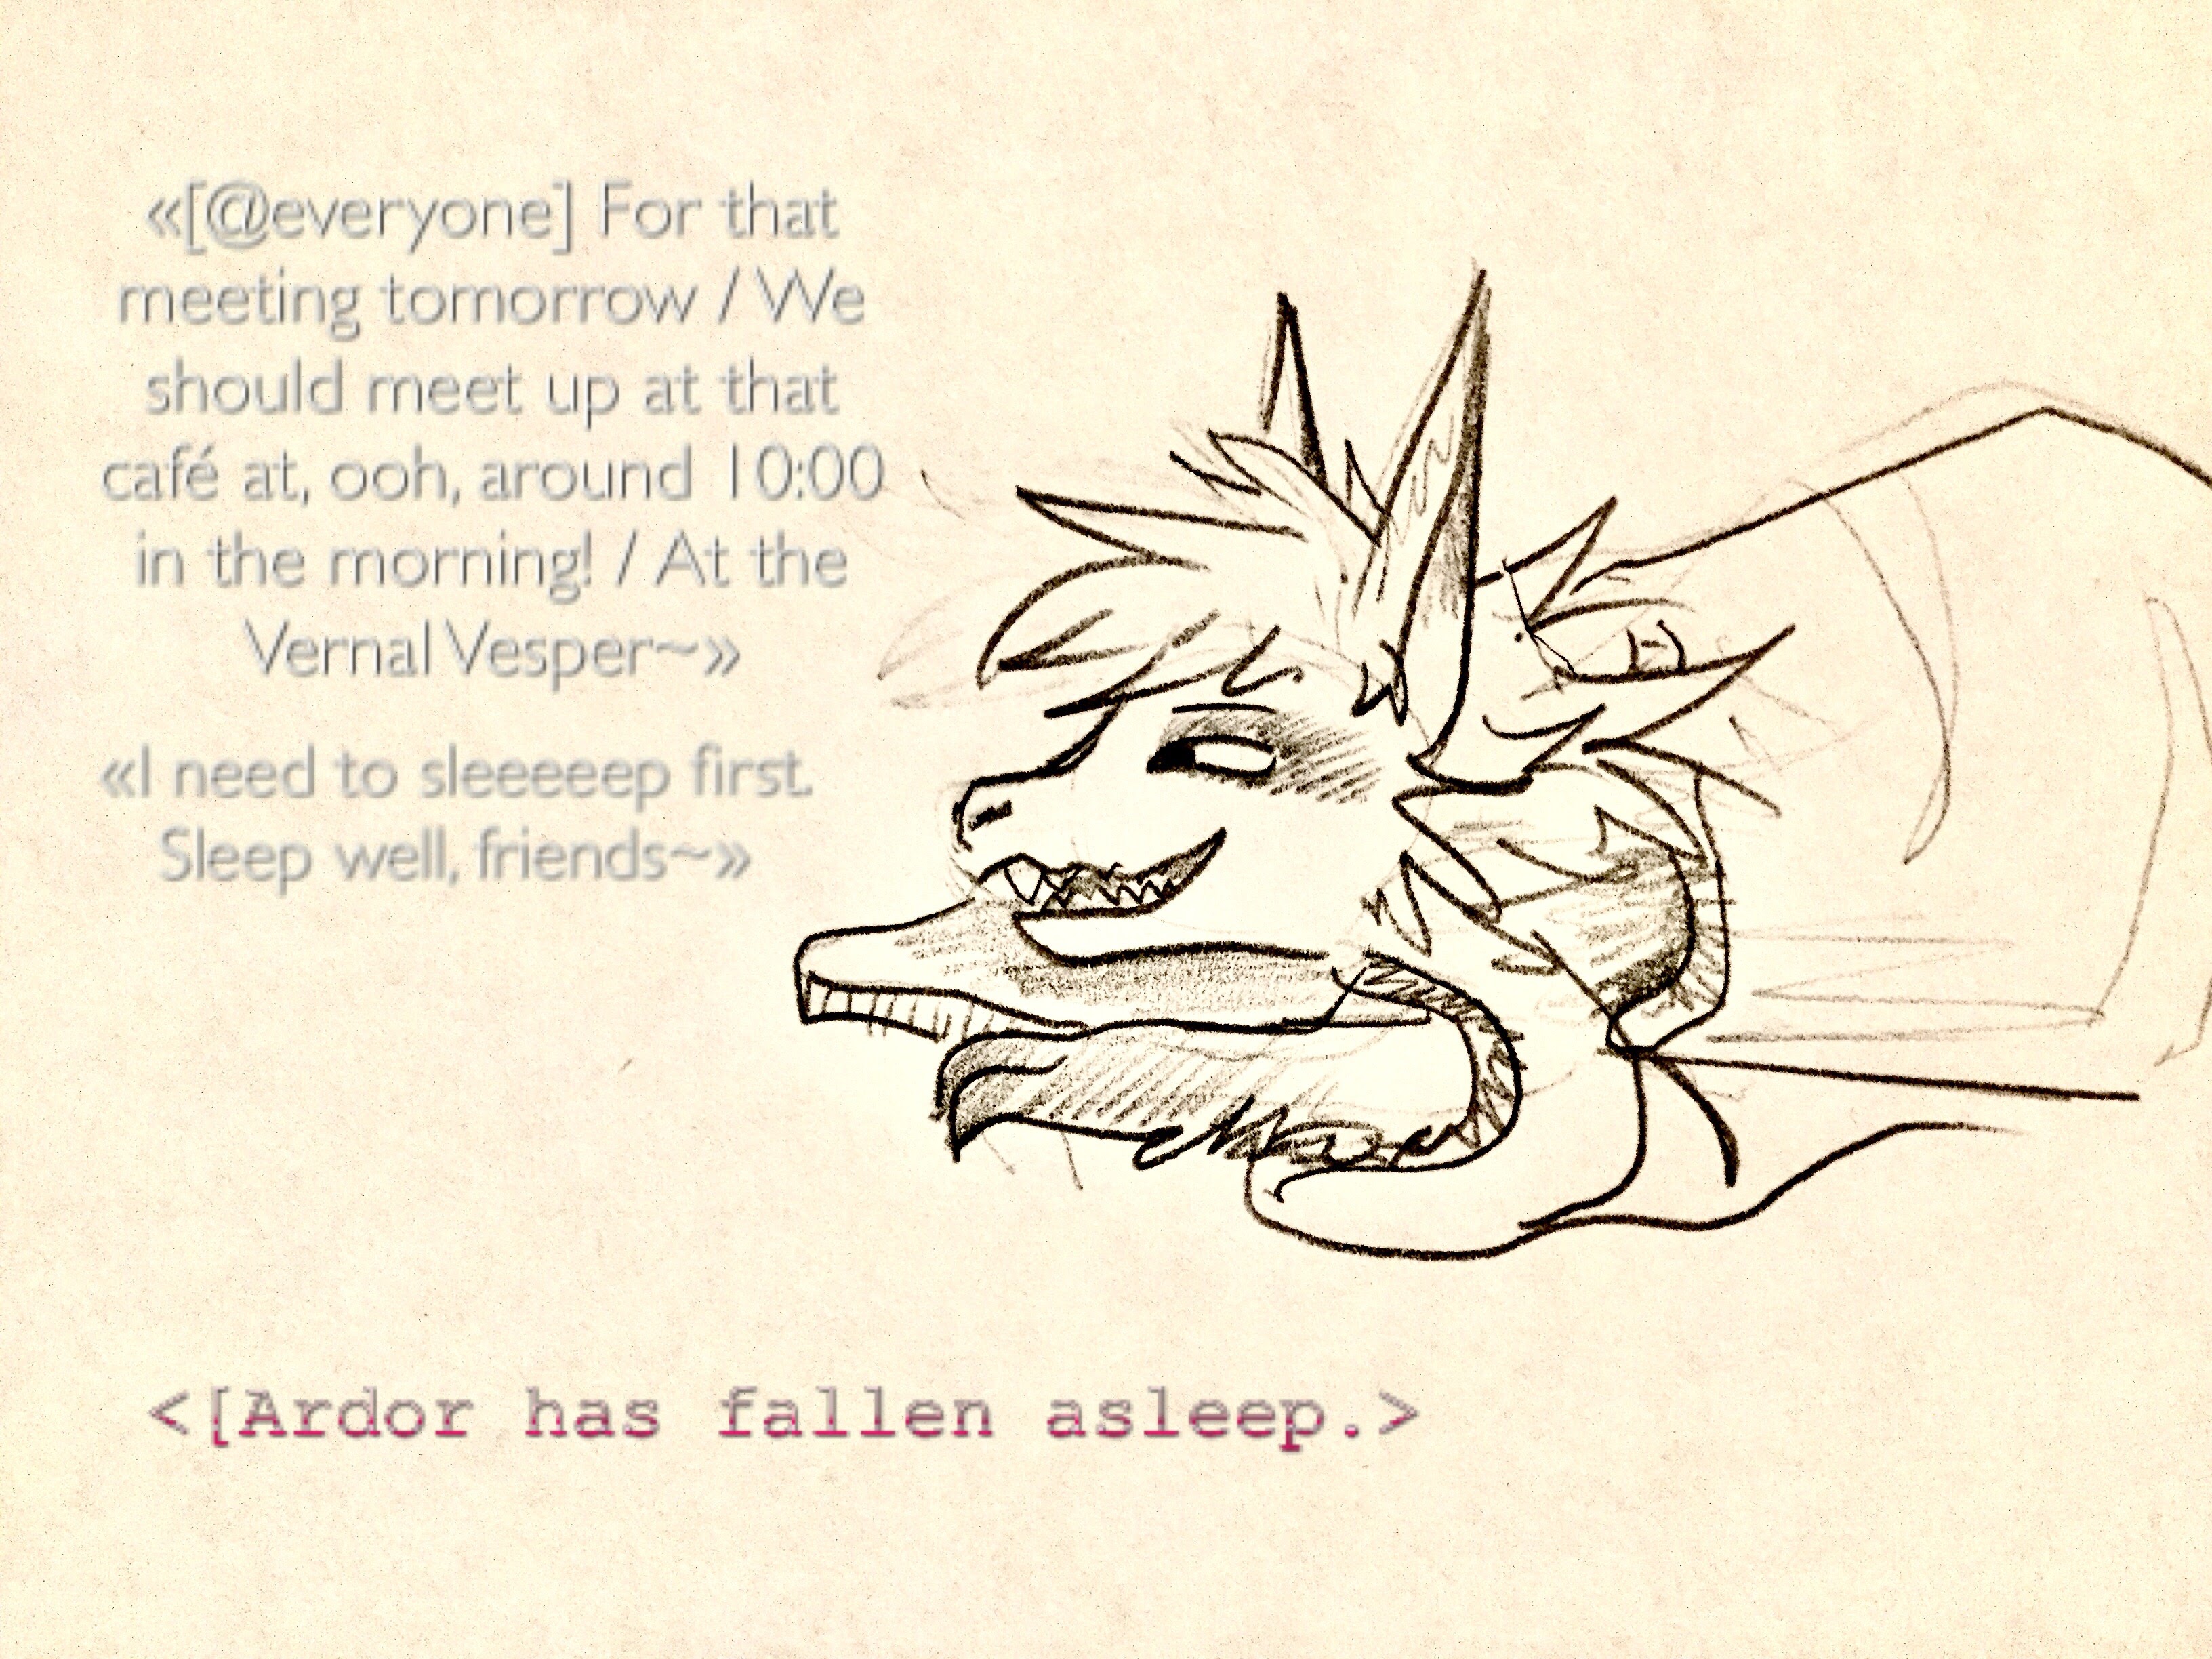 «[@everyone] For that
meeting tomorrow / We
should meet up at that
café at, ooh, around 10:00
in the morning! / At the
Vernal Vesper~»
«I need to sleeeeep first.
Sleep well, friends~»
<[Ardor has fallen asleep.>